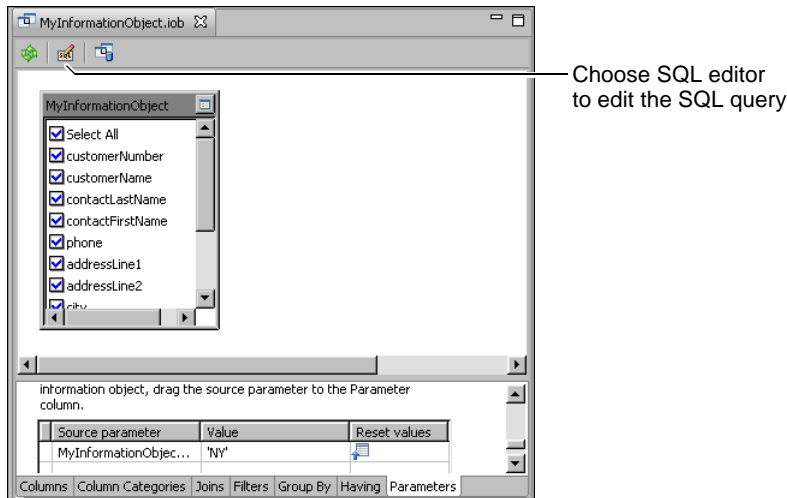 MyInformationObject.iob
SQL
Choose SQL editor
to edit the SQL query
MyInformationObject
Select All
customerNumber
customerName
contactLastName
contactFirstName
phone
addressLine1
addressLine2
city
information object, drag the source parameter to the Parameter
column.
Source parameter Value Reset values
MyInformationObjec... 'NY'
Columns Column Categories Joins Filters Group By Having Parameters